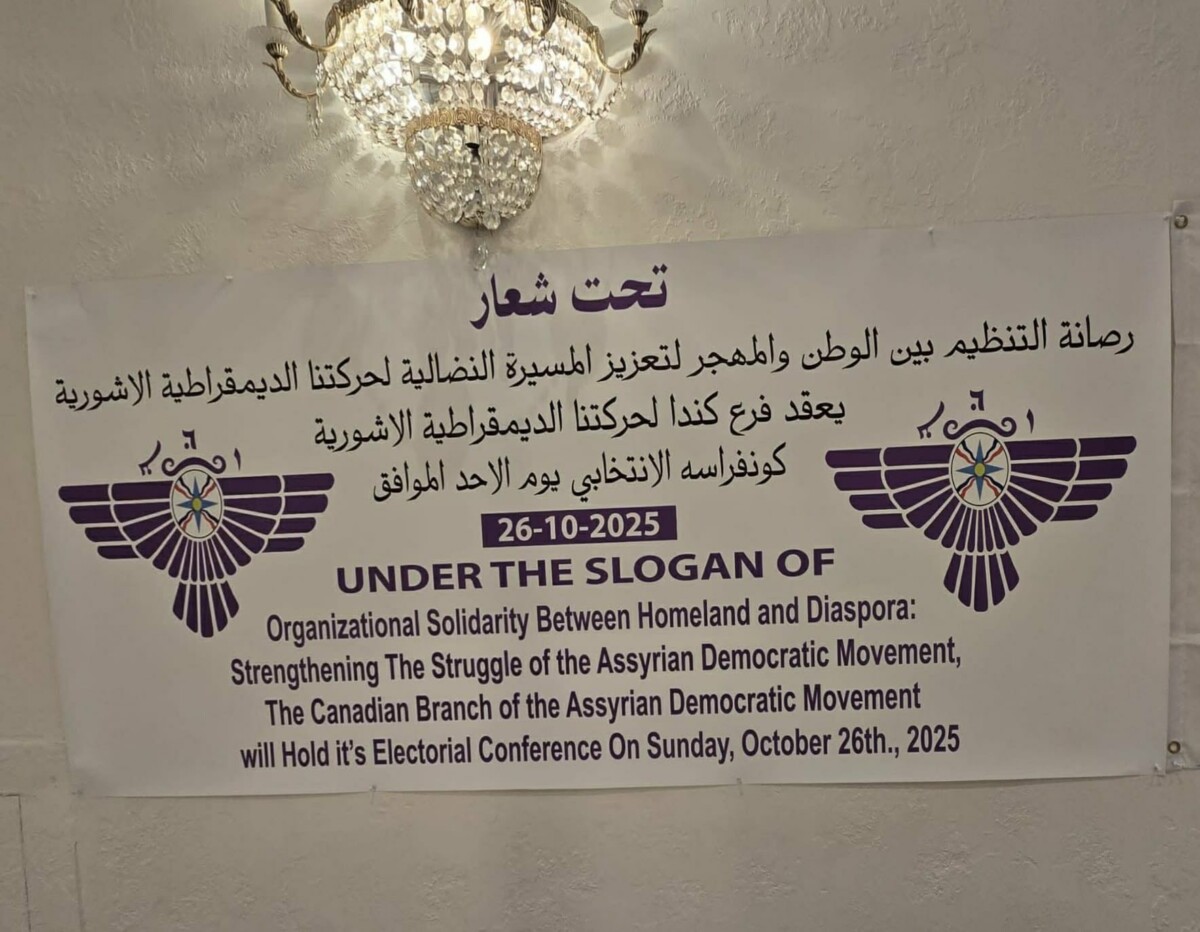 تحت شعار
رصانة التنظيم بين الوطن والمهجر لتعزيز المسيرة النضالية لحركتنا الديمقراطية الاشورية
يعقد فرع كندا لحركتنا الديمقراطية الاشورية
كونفراسه الانتخابي يوم الاحد الموافق
26-10-2025
UNDER THE SLOGAN OF
Organizational Solidarity Between Homeland and Diaspora:
Strengthening The Struggle of the Assyrian Democratic Movement,
The Canadian Branch of the Assyrian Democratic Movement
will Hold it's Electorial Conference On Sunday, October 26th., 2025